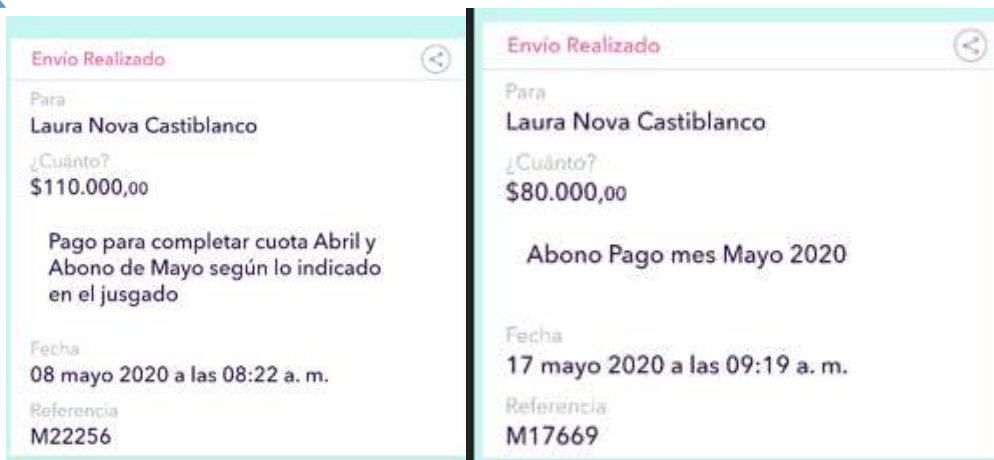 Envío Realizado
Para
Laura Nova Castiblanco
¿Cuánto?
$110.000,00
Pago para completar cuota Abril y
Abono de Mayo según lo indicado
en el jusgado
Fecha
08 mayo 2020 a las 08:22 a. m.
Referencia
M22256
Envío Realizado
Para
Laura Nova Castiblanco
¿Cuánto?
$80.000,00
Abono Pago mes Mayo 2020
Fecha
17 mayo 2020 a las 09:19 a. m.
Referencia
M17669